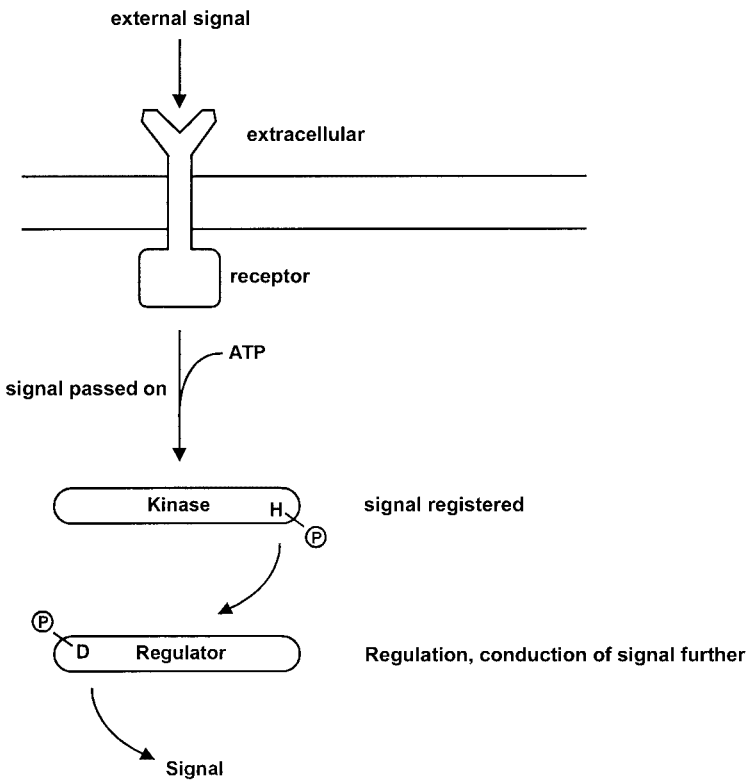 external signal
extracellular
receptor
ATP
signal passed on
Kinase
H
signal registered
P
P
D
Regulator
Regulation, conduction of signal further
Signal